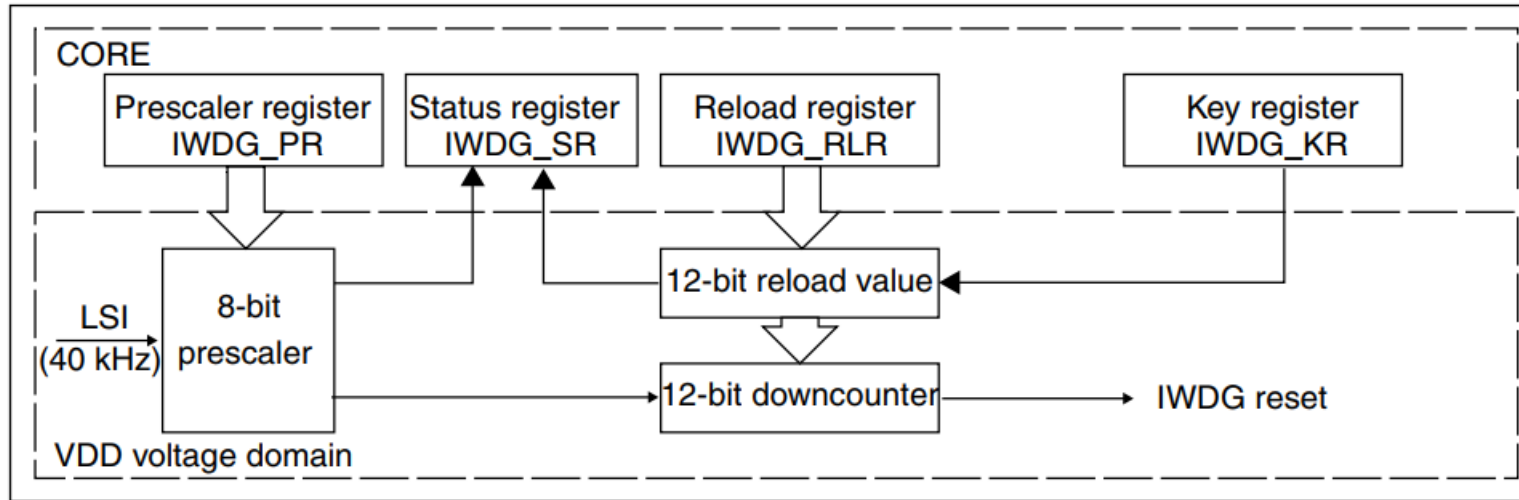 CORE
Prescaler register
IWDG_PR
Status register
IWDG_SR
Reload register
IWDG_RLR
Key register
IWDG_KR
LSI
(40 kHz)
8-bit
prescaler
12-bit reload value
12-bit downcounter
IWDG reset
VDD voltage domain